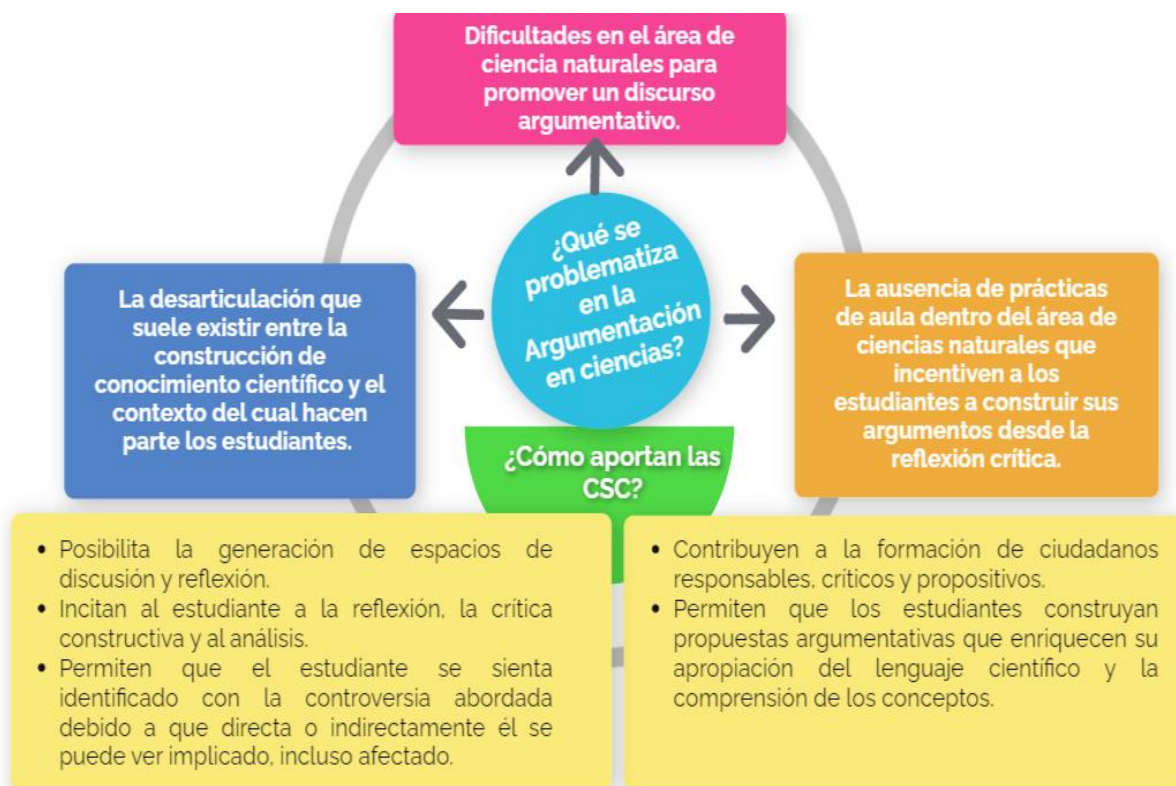 Dificultades en el área de
ciencia naturales para
promover un discurso
argumentativo.
¿Qué se
problematiza
en la
Argumentación
en ciencias?
La desarticulación que
suele existir entre la
construcción de
conocimiento científico y el
contexto del cual hacen
parte los estudiantes.
La ausencia de prácticas
de aula dentro del área de
ciencias naturales que
incentiven a los
estudiantes a construir sus
argumentos desde la
reflexión crítica.
¿Cómo aportan las
CSC?
• Posibilita la generación de espacios de
discusión y reflexión.
• Incitan al estudiante a la reflexión, la crítica
constructiva y al análisis.
• Permiten que el estudiante se sienta
identificado con la controversia abordada
debido a que directa o indirectamente él se
puede ver implicado, incluso afectado.
• Contribuyen a la formación de ciudadanos
responsables, críticos y propositivos.
• Permiten que los estudiantes construyan
propuestas argumentativas que enriquecen su
apropiación del lenguaje científico y la
comprensión de los conceptos.